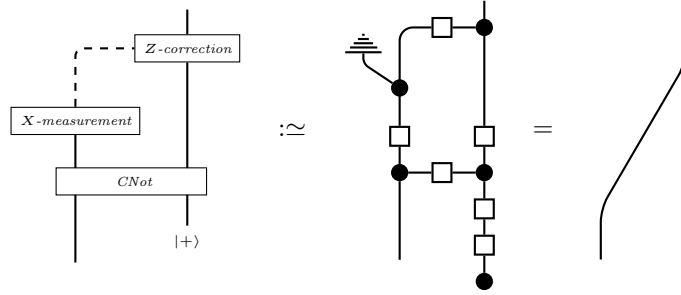 Z-correction
X-measurement
:≃ =
CNot
|+⟩